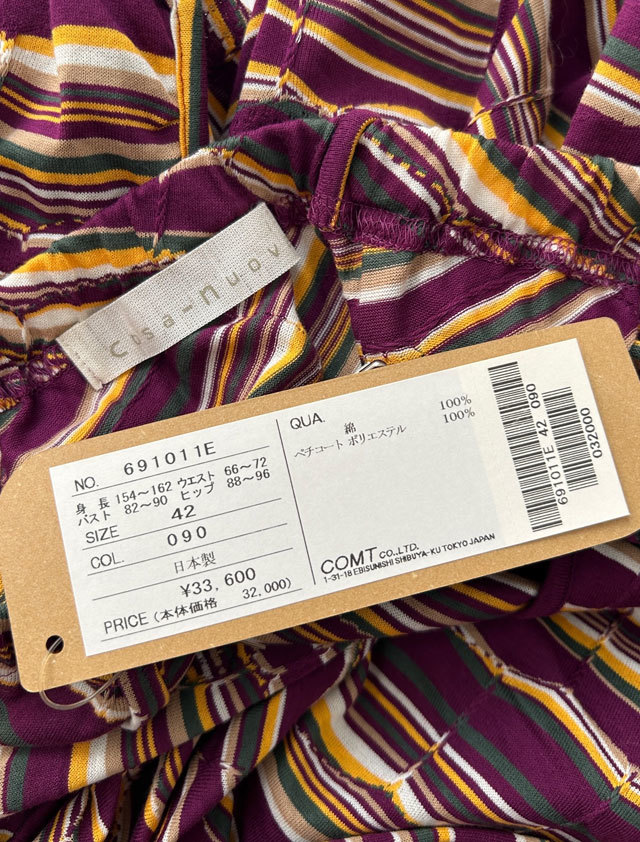 Cisa-nuov
NO. 691011E
身長 154～162 ウエスト 66～72
バスト 82～90 ヒップ 88～96
SIZE 42
COL. 090
日本製
¥33,600
PRICE (本体価格 32,000)
QUA.
綿 100%
ペチコート ポリエステル 100%
COMT CO.,LTD.
1-31-18 EBISUNISHI SHIBUYA-KU TOKYO JAPAN
691011E 42 090
032000